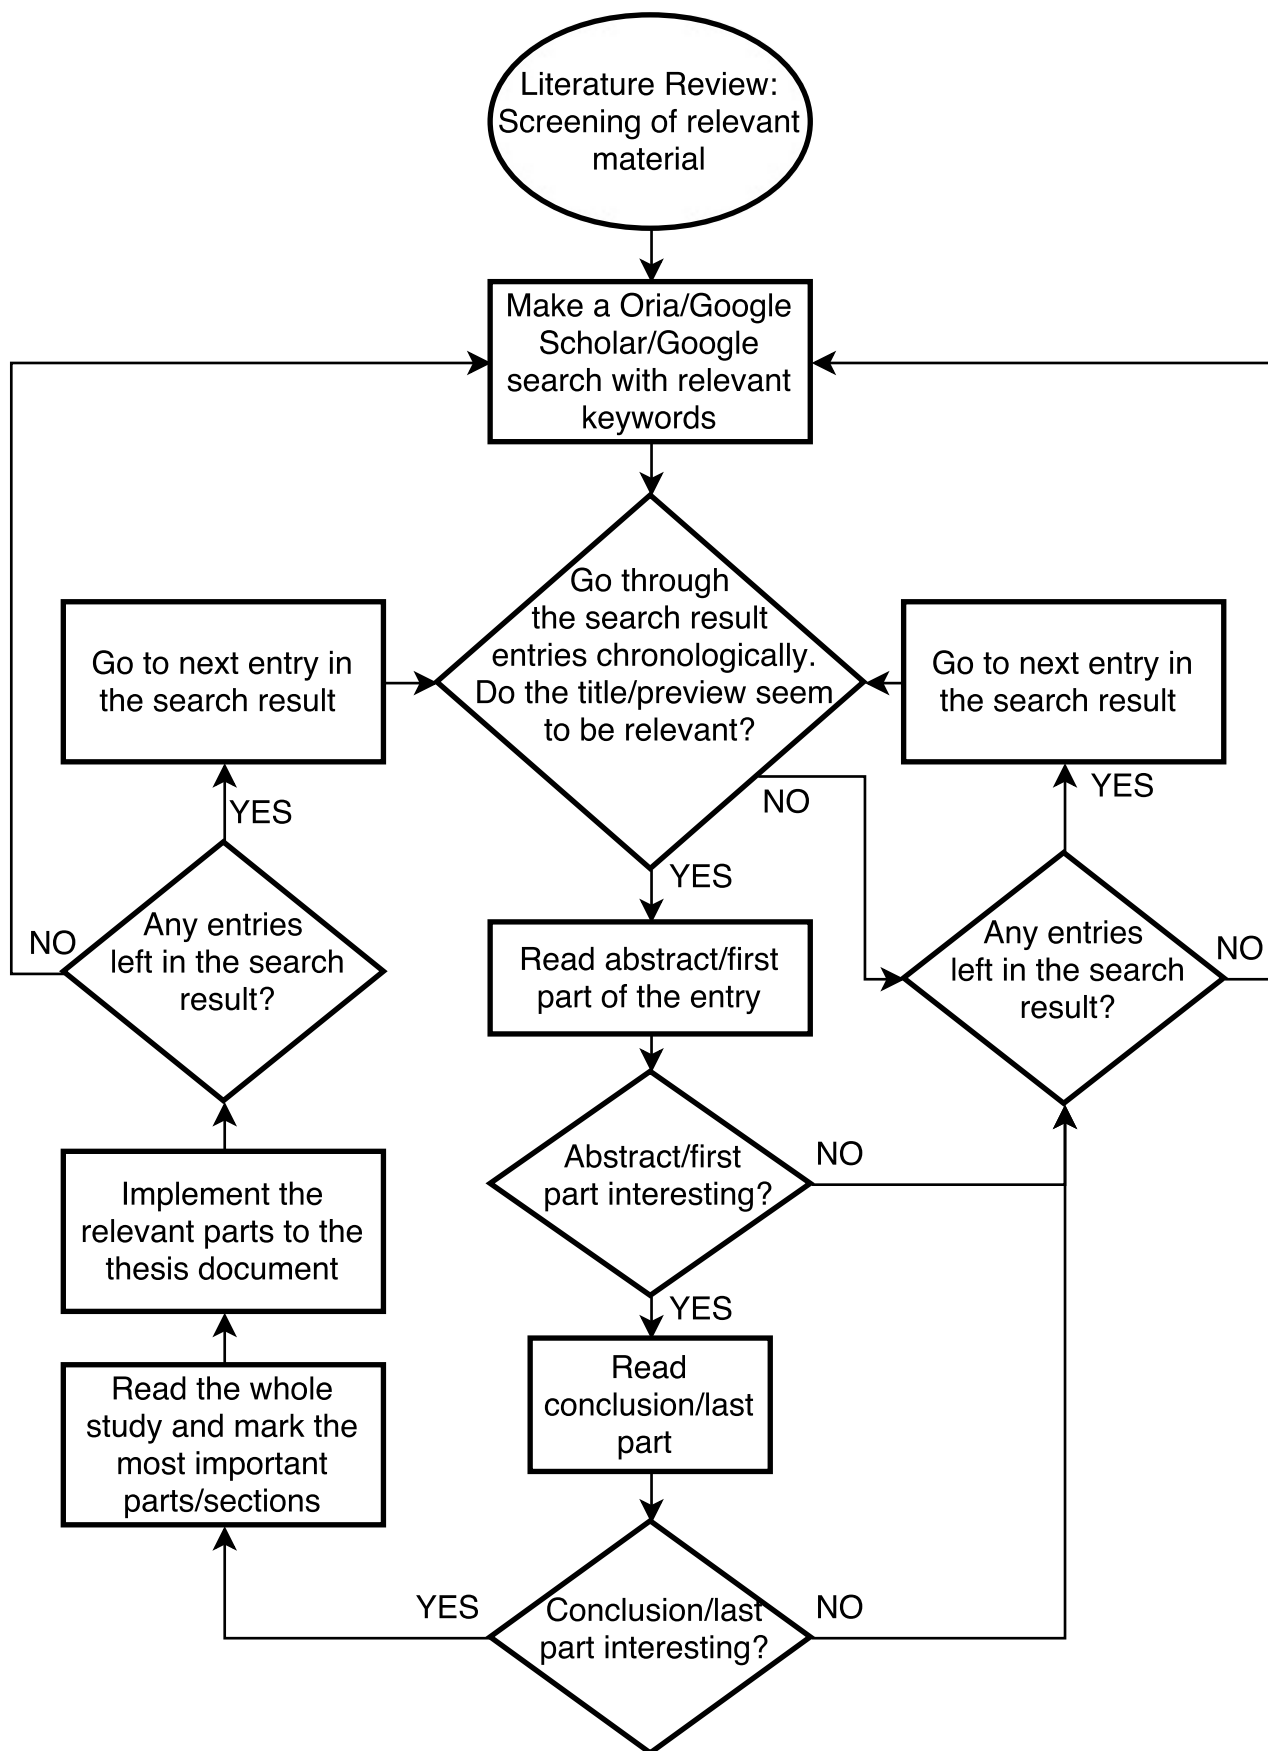 Literature Review:
Screening of relevant
material
Make a Oria/Google
Scholar/Google
search with relevant
keywords
Go through
the search result
entries chronologically.
Do the title/preview seem
to be relevant?
Go to next entry in
the search result
Go to next entry in
the search result
YES
NO
YES
YES
Any entries
left in the search
result?
NO
Read abstract/first
part of the entry
Any entries
left in the search
result?
NO
Abstract/first
part interesting?
NO
Implement the
relevant parts to the
thesis document
YES
Read
conclusion/last
part
Read the whole
study and mark the
most important
parts/sections
YES
Conclusion/last
part interesting?
NO